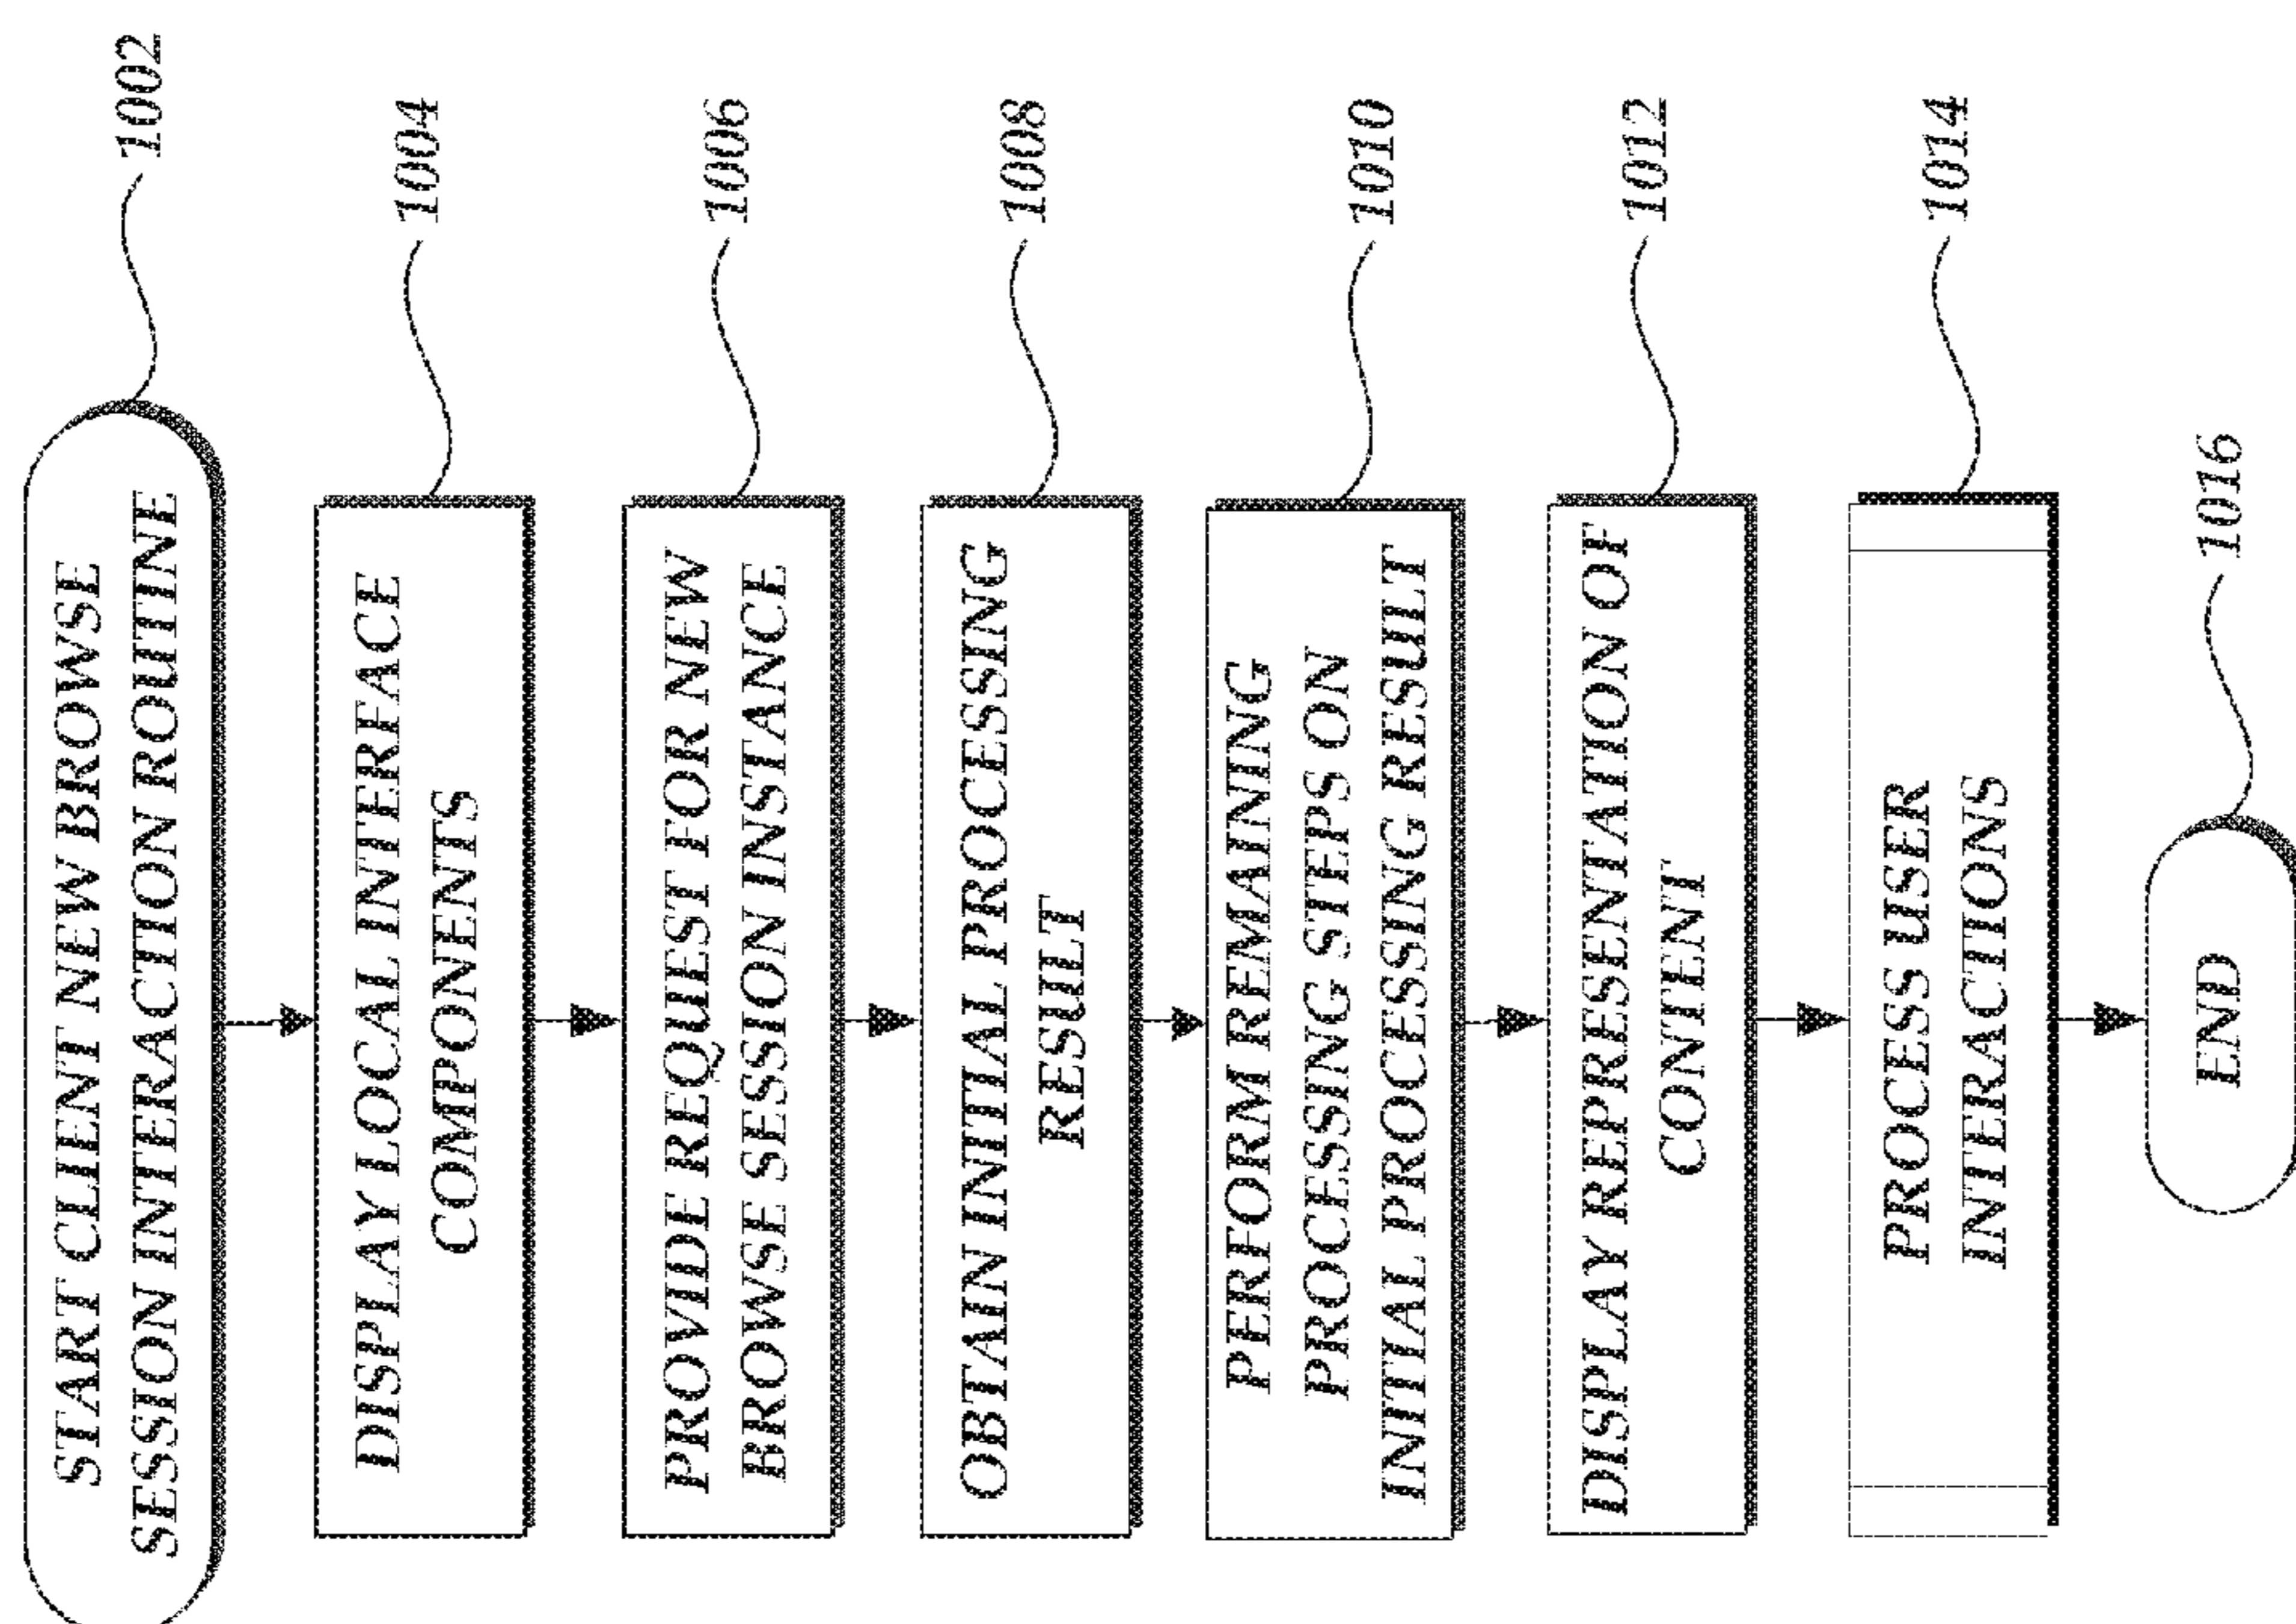 START CLIENT NEW BROWSE
SESSION INTERACTION ROUTINE
1002
DISPLAY LOCAL INTERFACE
COMPONENTS
1004
PROVIDE REQUEST FOR NEW
BROWSE SESSION INSTANCE
1006
OBTAIN INITIAL PROCESSING
RESULT
1008
PERFORM REMAINING
PROCESSING STEPS ON
INITIAL PROCESSING RESULT
1010
DISPLAY REPRESENTATION OF
CONTENT
1012
PROCESS USER
INTERACTIONS
1014
END
1016